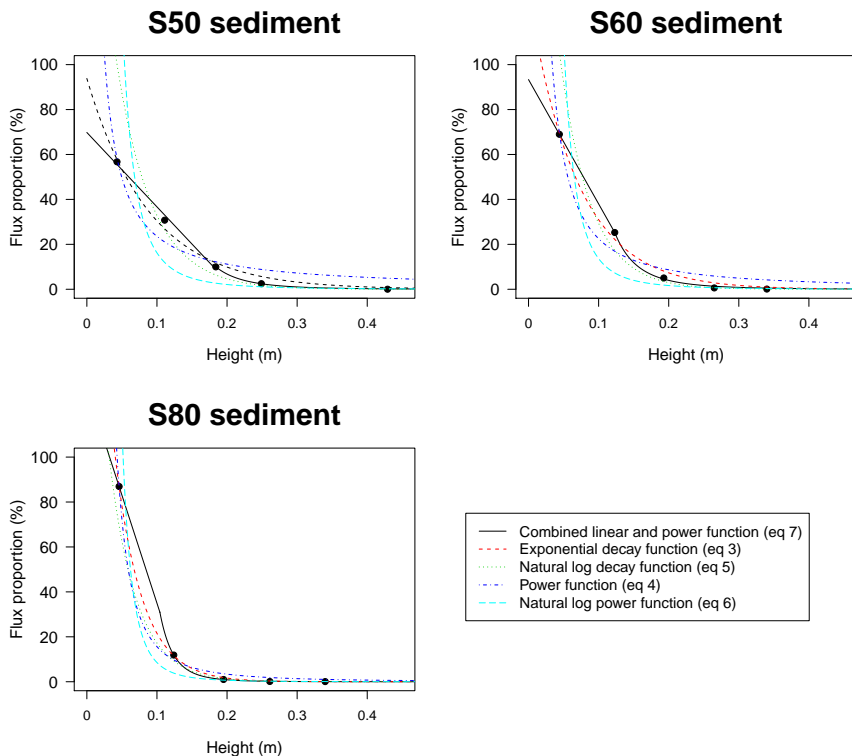 S50 sediment
Flux proportion (%)
100
80
60
40
20
0
0 0.1 0.2 0.3 0.4
Height (m)
S60 sediment
Flux proportion (%)
100
80
60
40
20
0
0 0.1 0.2 0.3 0.4
Height (m)
S80 sediment
Flux proportion (%)
100
80
60
40
20
0
0 0.1 0.2 0.3 0.4
Height (m)
Combined linear and power function (eq 7)
Exponential decay function (eq 3)
Natural log decay function (eq 5)
Power function (eq 4)
Natural log power function (eq 6)